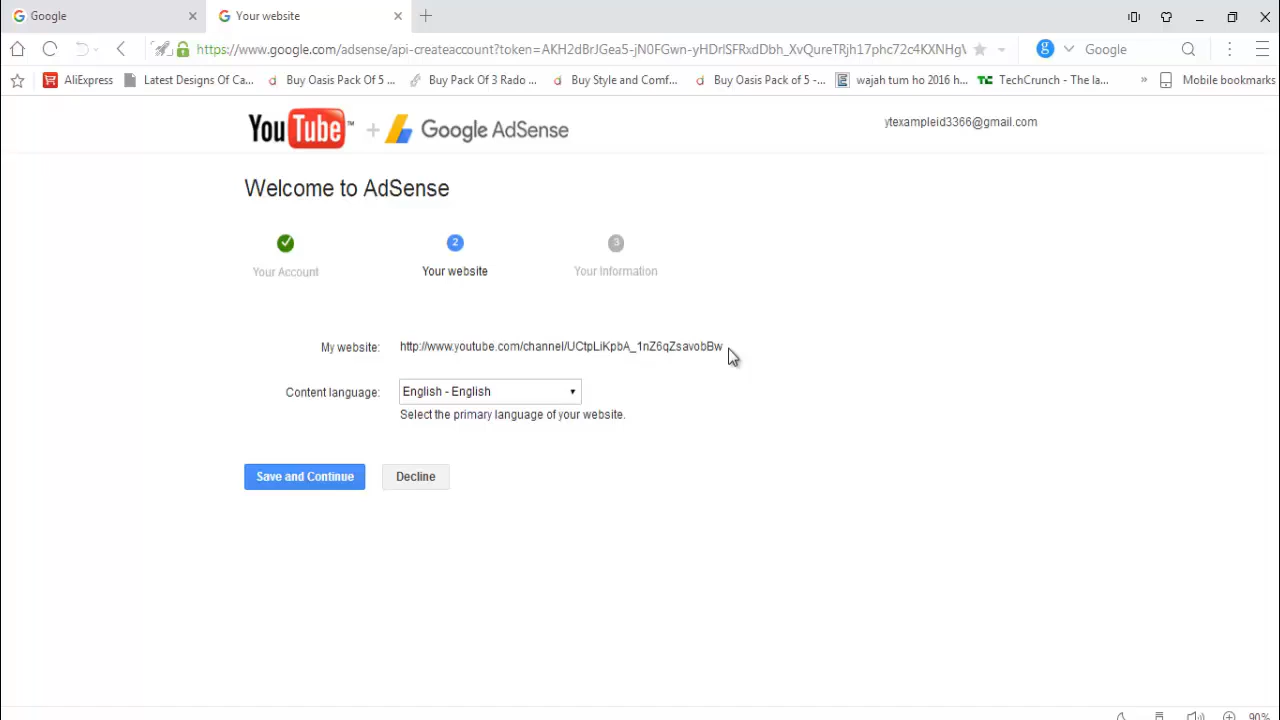 Google
Your website
https://www.google.com/adsense/api-createaccount?token=AKH2dBrJGea5-jN0FGwn-yHDrlSFRxdDbh_XvQureTRjh17phc72c4KXNHgV
Google
AliExpress
Latest Designs Of Ca...
Buy Oasis Pack Of 5 ...
Buy Pack Of 3 Rado ...
Buy Style and Comf...
Buy Oasis Pack of 5 -...
wajah tum ho 2016 h...
TechCrunch - The la...
»
Mobile bookmarks
YouTube™ + Google AdSense
ytexampleid3366@gmail.com
Welcome to AdSense
2
3
Your Account
Your website
Your Information
My website: http://www.youtube.com/channel/UCtpLiKpbA_1nZ6qZsavobBw
Content language: English - English
Select the primary language of your website.
Save and Continue
Decline
90%